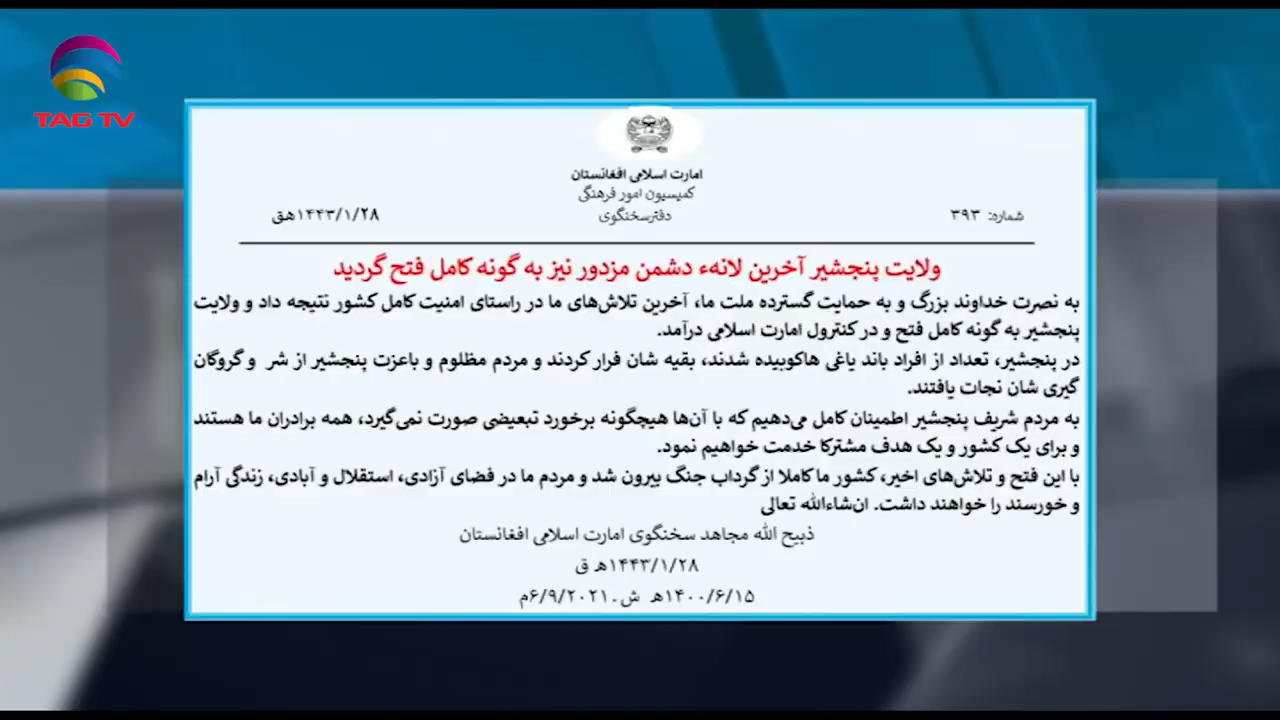 TAG TV
امارت اسلامی افغانستان
کمیسیون امور فرهنگی
دفترسخنگوی
شماره: ۳۹۳
۱۴۴۳/۱/۲۸هـق
ولایت پنجشیر آخرین لانهء دشمن مزدور نیز به گونه کامل فتح گردید
به نصرت خداوند بزرگ و به حمایت گسترده ملت ما، آخرین تلاش‌های ما در راستای امنیت کامل کشور نتیجه داد و ولایت
پنجشیر به گونه کامل فتح و در کنترول امارت اسلامی درآمد.
در پنجشیر، تعداد از افراد باند یاغی هاکوبیده شدند، بقیه شان فرار کردند و مردم مظلوم و باعزت پنجشیر از شر و گروگان
گیری شان نجات یافتند.
به مردم شریف پنجشیر اطمینان کامل می‌دهیم که با آن‌ها هیچگونه برخورد تبعیضی صورت نمی‌گیرد، همه برادران ما هستند
و برای یک کشور و یک هدف مشترکا خدمت خواهیم نمود.
با این فتح و تلاش‌های اخیر، کشور ما کاملا از گرداب جنگ بیرون شد و مردم ما در فضای آزادی، استقلال و آبادی، زندگی آرام
و خورسند را خواهند داشت. ان‌شاءالله تعالی
ذبیح الله مجاهد سخنگوی امارت اسلامی افغانستان
۱۴۴۳/۱/۲۸هـ ق
۱۴۰۰/۶/۱۵هـ ش ـ ۶/۹/۲۰۲۱م